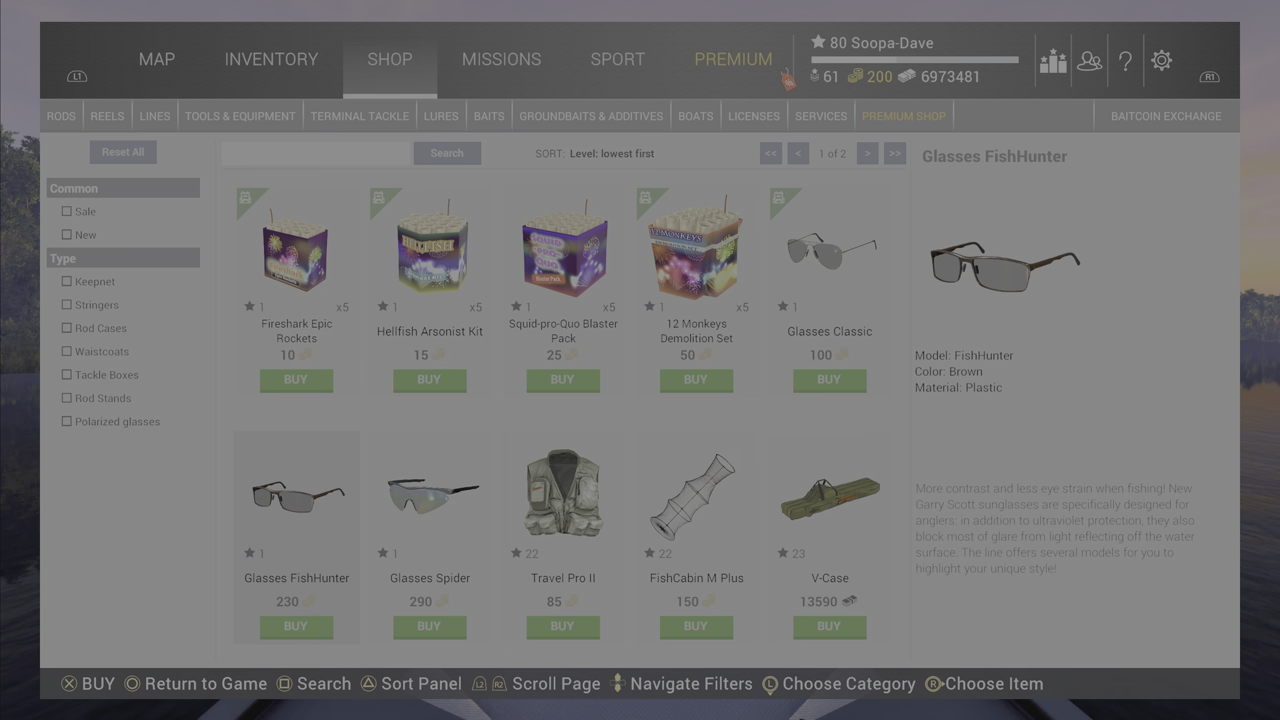 MAP INVENTORY SHOP MISSIONS SPORT PREMIUM
80 Soopa-Dave
61 200 6973481
L1
R1
RODS REELS LINES TOOLS & EQUIPMENT TERMINAL TACKLE LURES BAITS GROUNDBAITS & ADDITIVES BOATS LICENSES SERVICES PREMIUM SHOP BAITCOIN EXCHANGE
Reset All
Search
SORT: Level: lowest first
<< < 1 of 2 > >>
Common
Sale
New
Type
Keepnet
Stringers
Rod Cases
Waistcoats
Tackle Boxes
Rod Stands
Polarized glasses
HELLFISH
SQUID
QUO
12 MONKEYS
1 x5
Fireshark Epic
Rockets
10
BUY
1 x5
Hellfish Arsonist Kit
15
BUY
1 x5
Squid-pro-Quo Blaster
Pack
25
BUY
1 x5
12 Monkeys
Demolition Set
50
BUY
1
Glasses Classic
100
BUY
1
Glasses FishHunter
230
BUY
1
Glasses Spider
290
BUY
22
Travel Pro II
85
BUY
22
FishCabin M Plus
150
BUY
23
V-Case
13590
BUY
Glasses FishHunter
Model: FishHunter
Color: Brown
Material: Plastic
More contrast and less eye strain when fishing! New
Garry Scott sunglasses are specifically designed for
anglers: in addition to ultraviolet protection, they also
block most of glare from light reflecting off the water
surface. The line offers several models for you to
highlight your unique style!
BUY Return to Game Search Sort Panel L2 R2 Scroll Page Navigate Filters L Choose Category R Choose Item